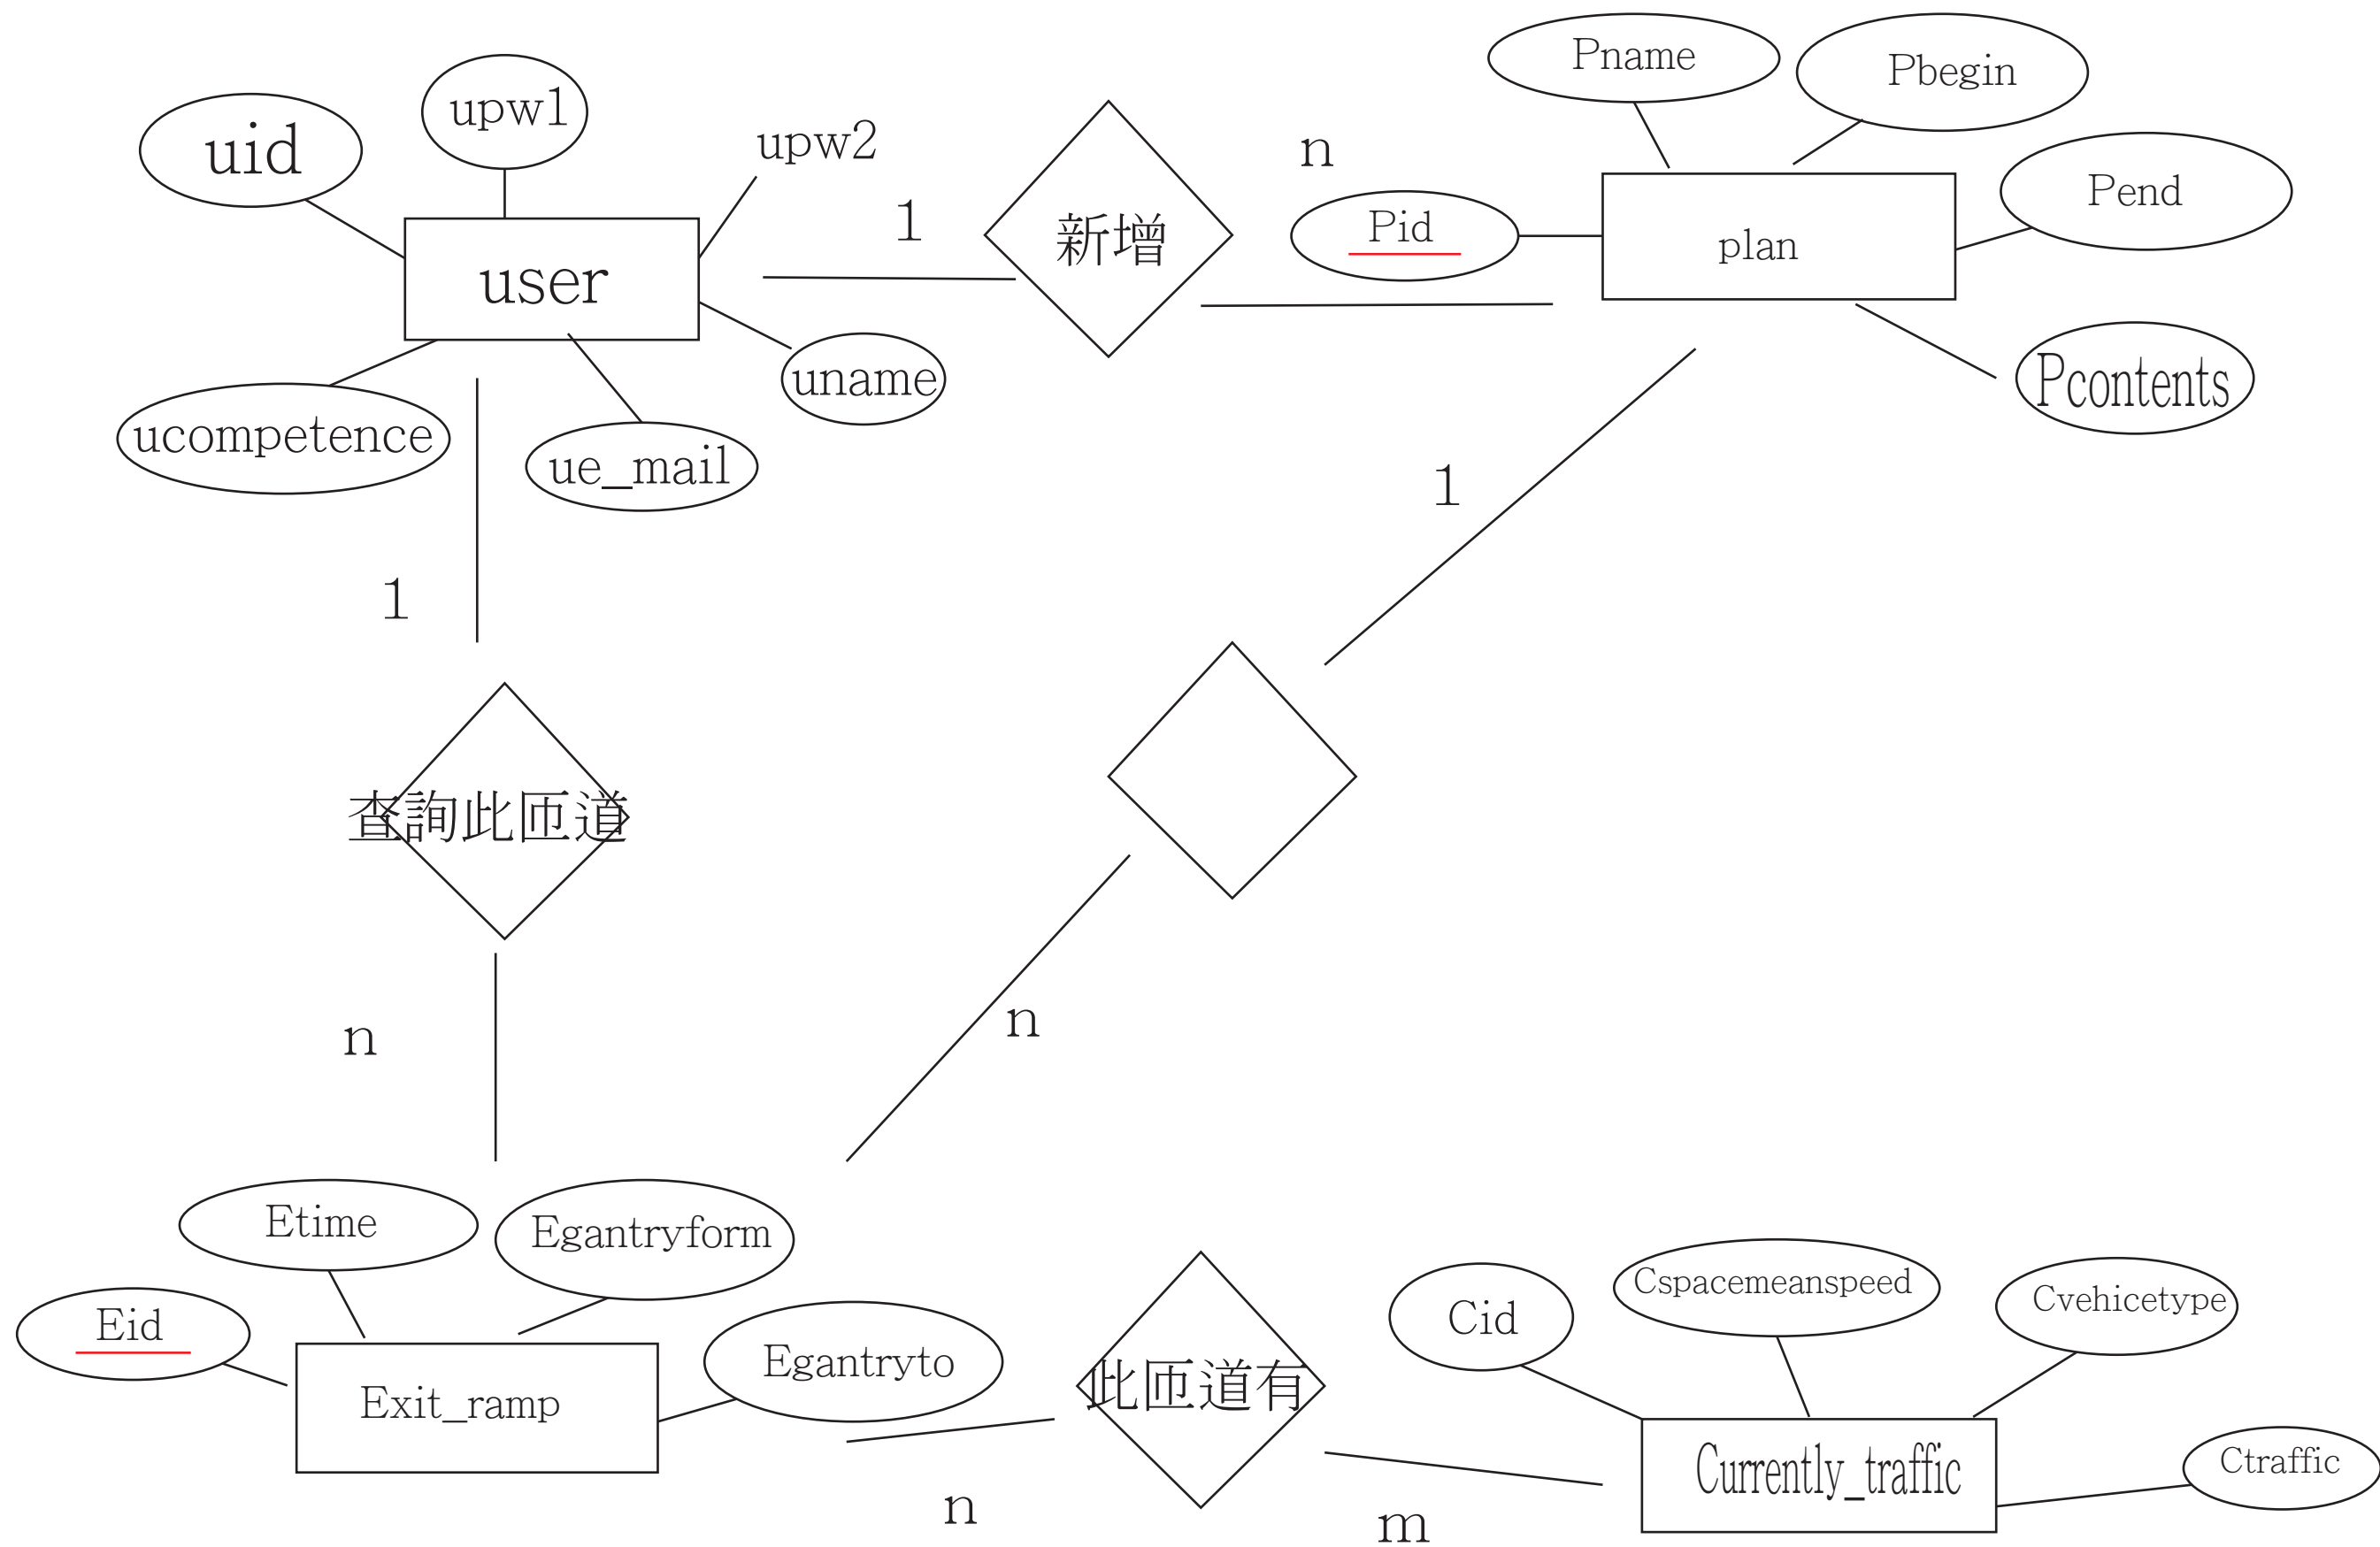 Pname
Pbegin
upw1
uid
upw2
n
Pend
1
新增
Pid
plan
user
uname
Pcontents
ucompetence
ue_mail
1
1
查詢此匝道
n
n
Etime
Egantryform
Cspacemeanspeed
Cvehicetype
Eid
Cid
Egantryto
Exit_ramp
此匝道有
Currently_traffic
Ctraffic
n
m